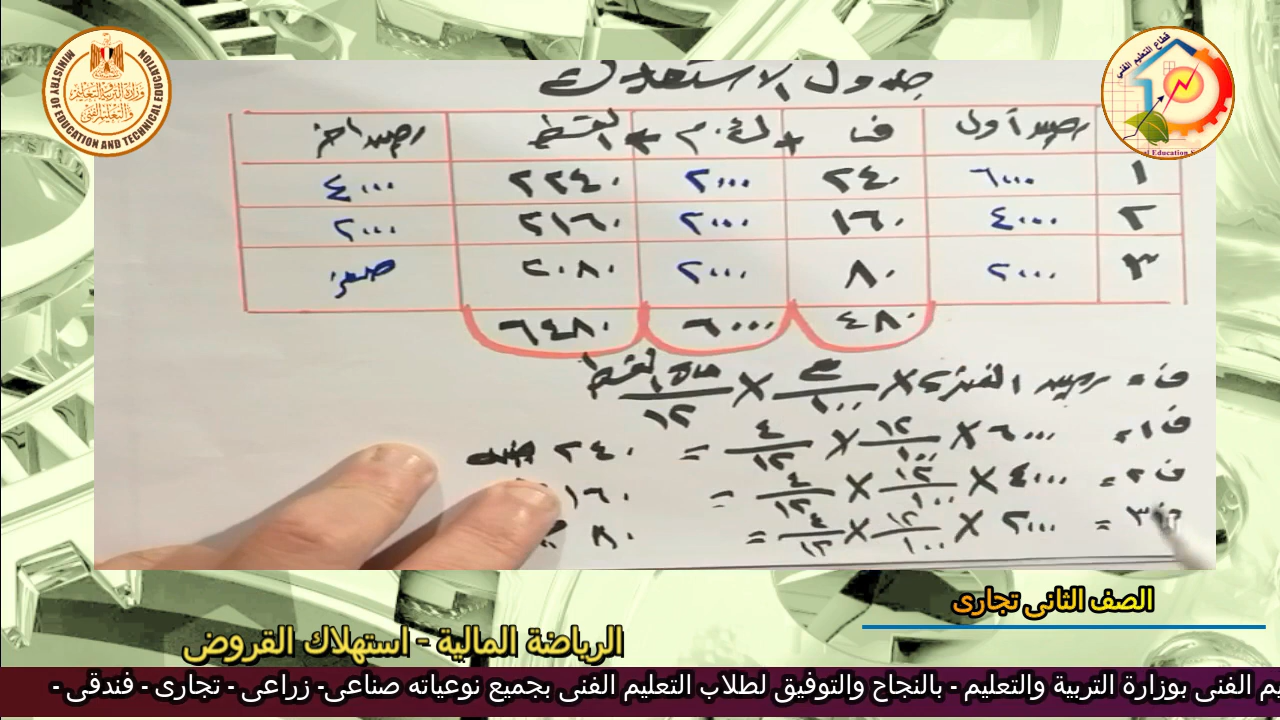 MINISTRY OF EDUCATION AND TECHNICAL EDUCATION
وزارة التربية والتعليم
والتعليم الفني
قطاع التعليم الفني
جدول الاستهلاك
رصيد أول ف + ك م + القسط رصيد آخر
١ ٦٠٠٠ ٢٤٠ ٢٠٠٠ ٢٢٤٠ ٤٠٠٠
٢ ٤٠٠٠ ١٦٠ ٢٠٠٠ ٢١٦٠ ٢٠٠٠
٣ ٢٠٠٠ ٨٠ ٢٠٠٠ ٢٠٨٠ صفر
٤٨٠ ٦٠٠٠ ٦٤٨٠
ف = رصيد الفترة × ع/١٠٠ × مدة القسط/١٢
ف١ = ٦٠٠٠ × ١٢/١٠٠ × ٤/١٢ = ٢٤٠ جنيه
ف٢ = ٤٠٠٠ × ١٢/١٠٠ × ٤/١٢ = ١٦٠
ف٣ = ٢٠٠٠ × ١٢/١٠٠ × ٤/١٢ = ٨٠
الصف الثانى تجارى
الرياضة المالية - استهلاك القروض
يم الفنى بوزارة التربية والتعليم - بالنجاح والتوفيق لطلاب التعليم الفنى بجميع نوعياته صناعى- زراعى - تجارى - فندقى -